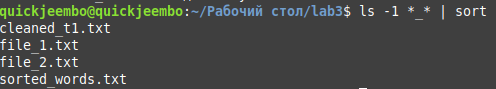 quickjeembo@quickjeembo:~/Рабочий стол/lab3$ ls -1 *_* | sort
cleaned_t1.txt
file_1.txt
file_2.txt
sorted_words.txt